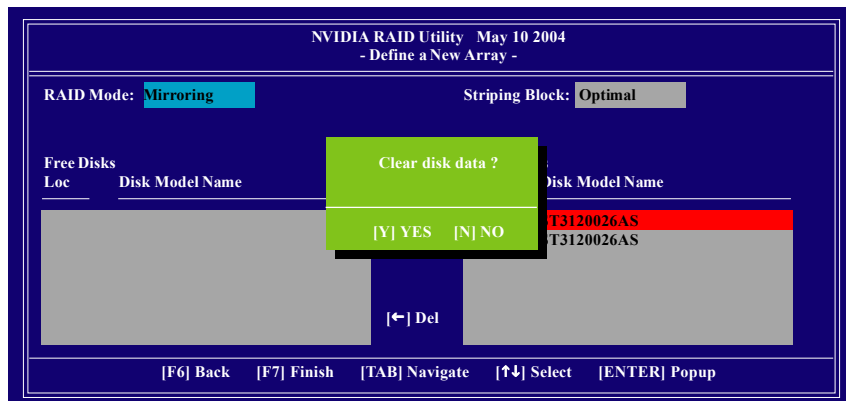 NVIDIA RAID Utility May 10 2004
- Define a New Array -
RAID Mode: Mirroring Striping Block: Optimal
Free Disks
Clear disk data ?
Loc Disk Model Name Disk Model Name
[Y] YES [N] NO
ST3120026AS
ST3120026AS
[←] Del
[F6] Back [F7] Finish [TAB] Navigate [↑↓] Select [ENTER] Popup